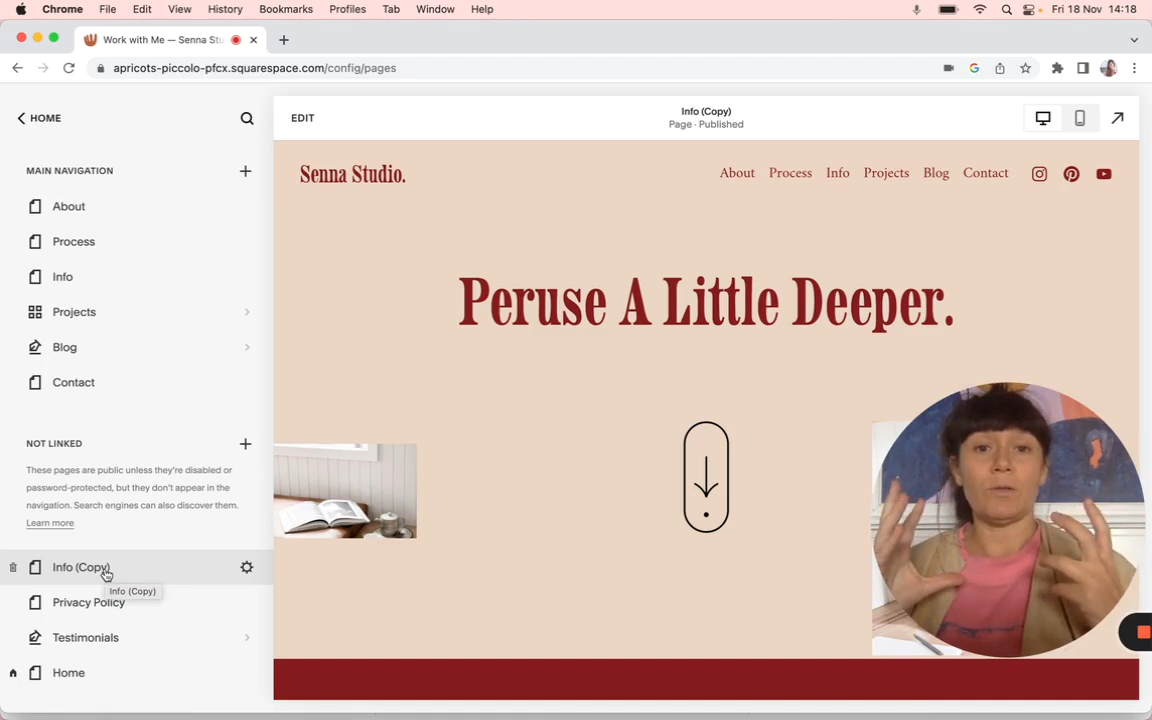 Chrome File Edit View History Bookmarks Profiles Tab Window Help Fri 18 Nov 14:18
Work with Me — Senna Stu
apricots-piccolo-pfcx.squarespace.com/config/pages
HOME
EDIT
Info (Copy)
Page · Published
MAIN NAVIGATION
About
Process
Info
Projects
Blog
Contact
NOT LINKED
These pages are public unless they're disabled or
password-protected, but they don't appear in the
navigation. Search engines can also discover them.
Learn more
Info (Copy)
Info (Copy)
Privacy Policy
Testimonials
Home
Senna Studio.
About Process Info Projects Blog Contact
Peruse A Little Deeper.